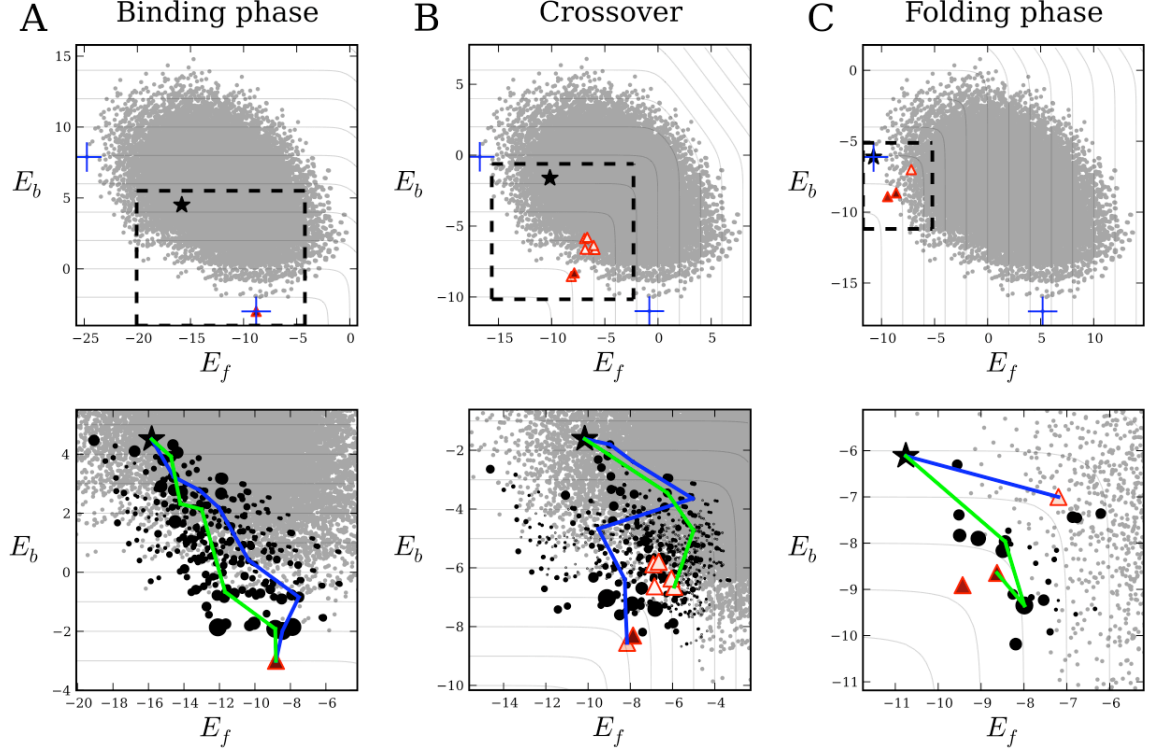 A Binding phase
B Crossover
C Folding phase
E_b
15
10
5
0
−25 −20 −15 −10 −5 0
E_f
E_b
5
0
−5
−10
−15 −10 −5 0 5
E_f
E_b
0
−5
−10
−15
−10 −5 0 5 10
E_f
E_b
4
2
0
−2
−4
−20 −18 −16 −14 −12 −10 −8 −6
E_f
E_b
−2
−4
−6
−8
−10
−14 −12 −10 −8 −6 −4
E_f
E_b
−6
−7
−8
−9
−10
−11
−11 −10 −9 −8 −7 −6
E_f